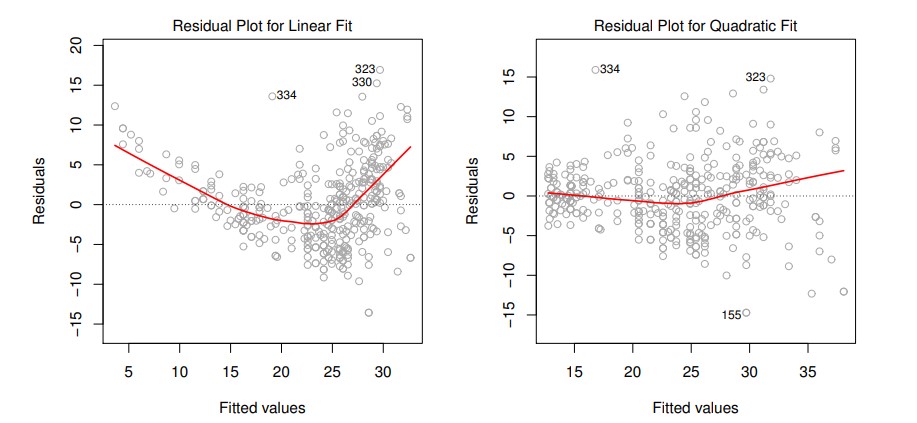 Residual Plot for Linear Fit
20
15
10
5
0
−5
−10
−15
Residuals
323
330
334
5 10 15 20 25 30
Fitted values
Residual Plot for Quadratic Fit
15
10
5
0
−5
−10
−15
Residuals
334
323
155
15 20 25 30 35
Fitted values